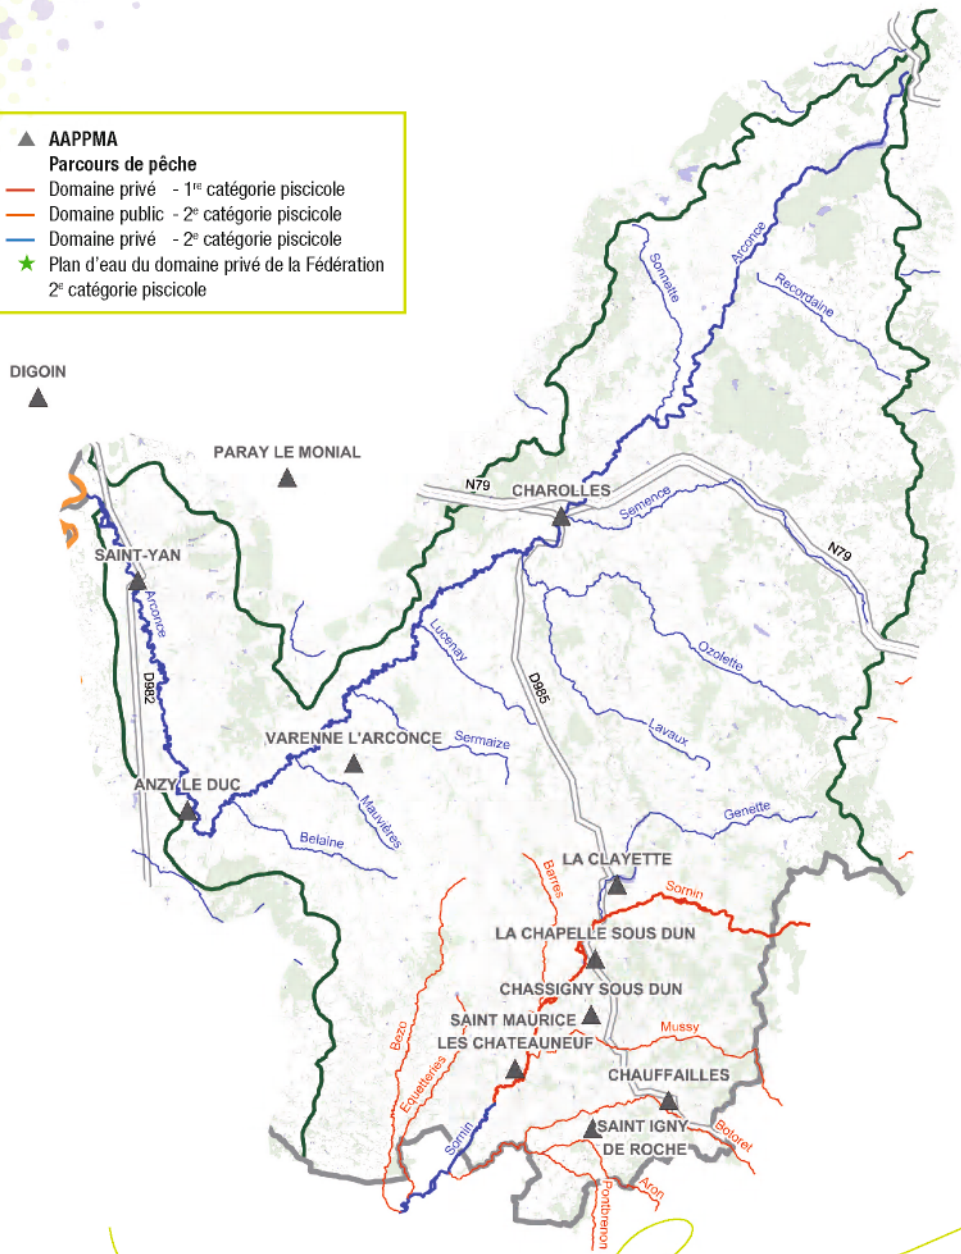 AAPPMA
Parcours de pêche
Domaine privé - 1re catégorie piscicole
Domaine public - 2e catégorie piscicole
Domaine privé - 2e catégorie piscicole
Plan d'eau du domaine privé de la Fédération
2e catégorie piscicole
Arconce
Sonnette
Recordaine
DIGOIN
PARAY LE MONIAL
N79
CHAROLLES
Semence
N79
SAINT-YAN
Arconce
Lucenay
Ozolette
D982
D985
Lavaux
VARENNE L'ARCONCE
Sermaize
ANZY LE DUC
Mauvières
Belaine
Genette
LA CLAYETTE
Barres
Sornin
LA CHAPELLE SOUS DUN
CHASSIGNY SOUS DUN
SAINT MAURICE
LES CHATEAUNEUF
Mussy
Bezo
Equetteries
CHAUFFAILLES
Sornin
SAINT IGNY
DE ROCHE
Botoret
Aron
Pontbrenon